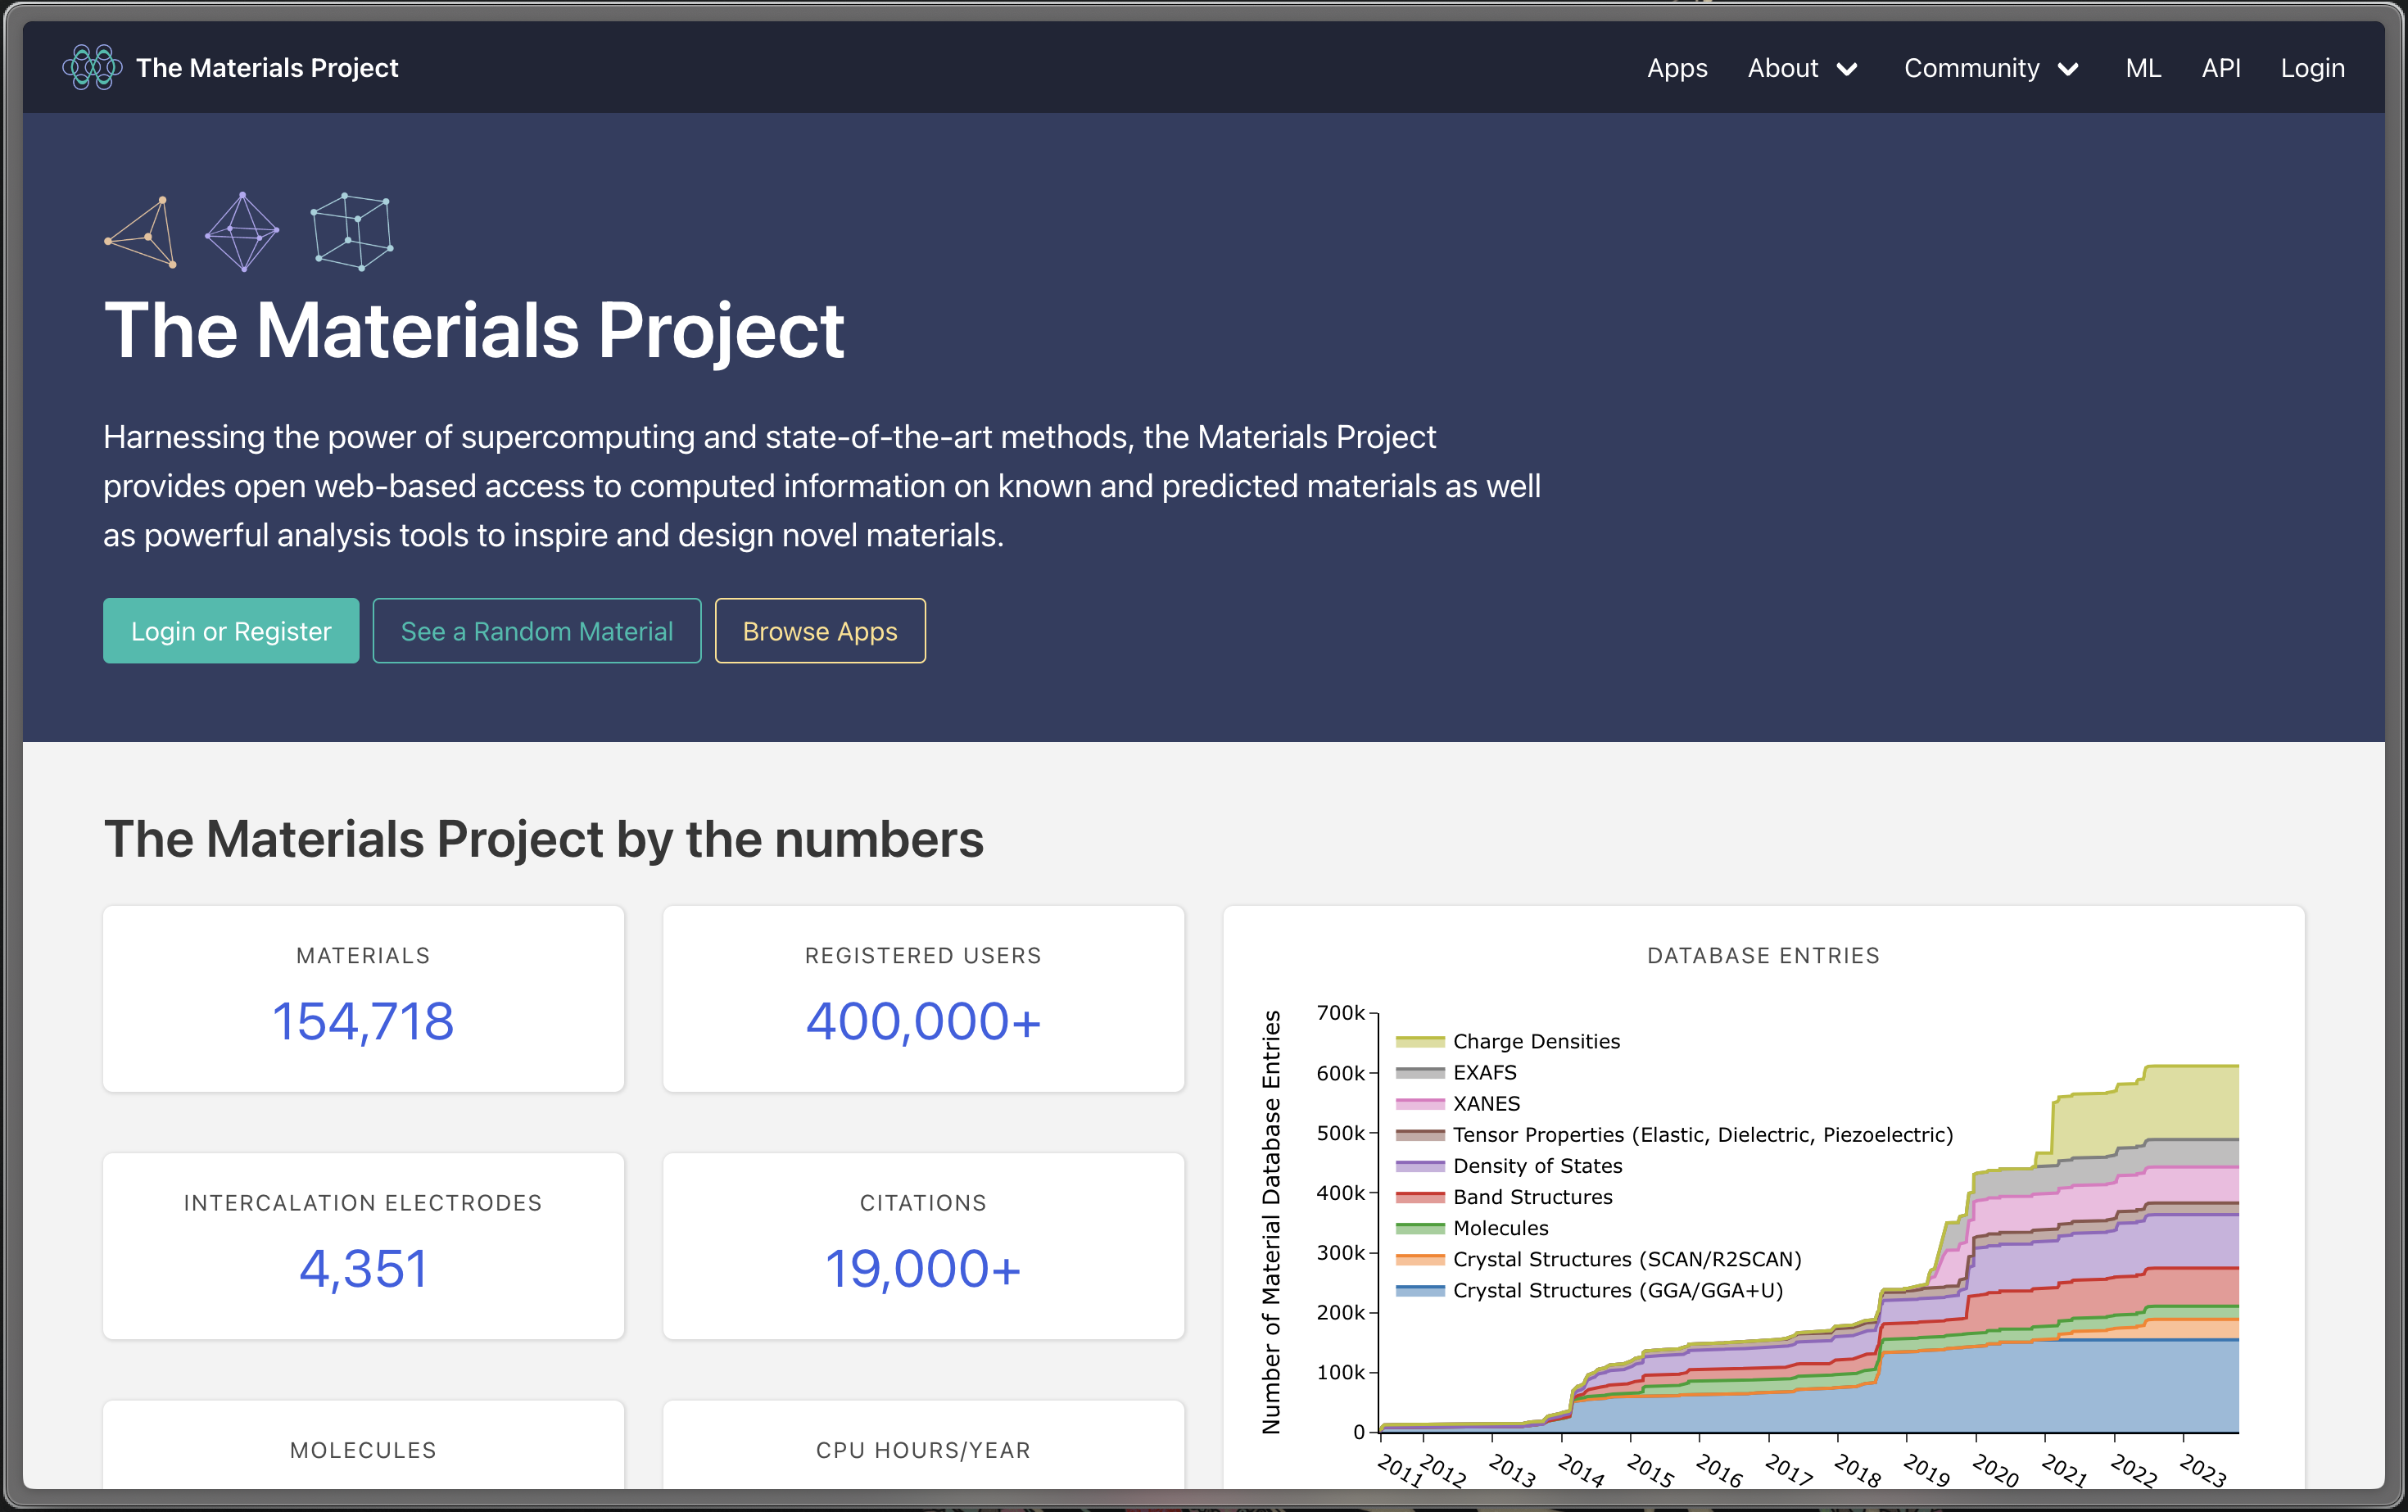 The Materials Project
Apps
About
Community
ML
API
Login
The Materials Project
Harnessing the power of supercomputing and state-of-the-art methods, the Materials Project
provides open web-based access to computed information on known and predicted materials as well
as powerful analysis tools to inspire and design novel materials.
Login or Register
See a Random Material
Browse Apps
The Materials Project by the numbers
MATERIALS
154,718
REGISTERED USERS
400,000+
INTERCALATION ELECTRODES
4,351
CITATIONS
19,000+
MOLECULES
CPU HOURS/YEAR
DATABASE ENTRIES
Number of Material Database Entries
700k
600k
500k
400k
300k
200k
100k
0
Charge Densities
EXAFS
XANES
Tensor Properties (Elastic, Dielectric, Piezoelectric)
Density of States
Band Structures
Molecules
Crystal Structures (SCAN/R2SCAN)
Crystal Structures (GGA/GGA+U)
2011
2012
2013
2014
2015
2016
2017
2018
2019
2020
2021
2022
2023